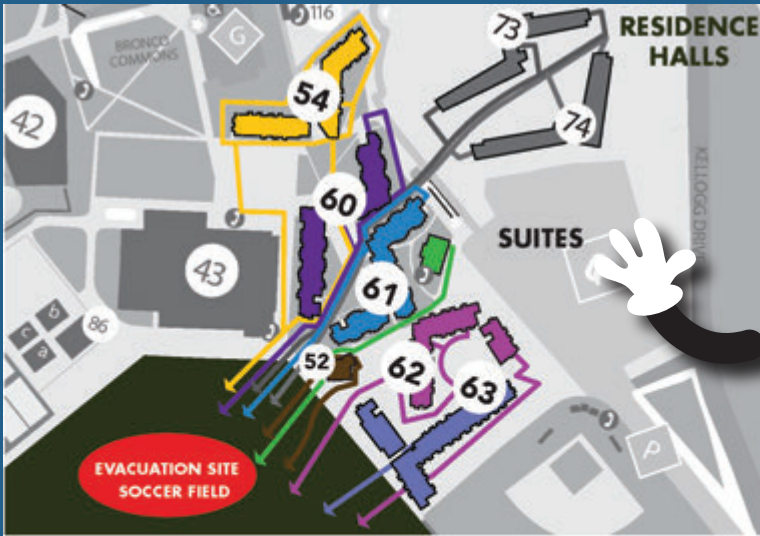 116
73
RESIDENCE
HALLS
BRONCO
COMMONS
G
54
42
74
KELLOGG DRIVE
60
SUITES
43
61
b
c
a
86
52
62
63
P
EVACUATION SITE
SOCCER FIELD